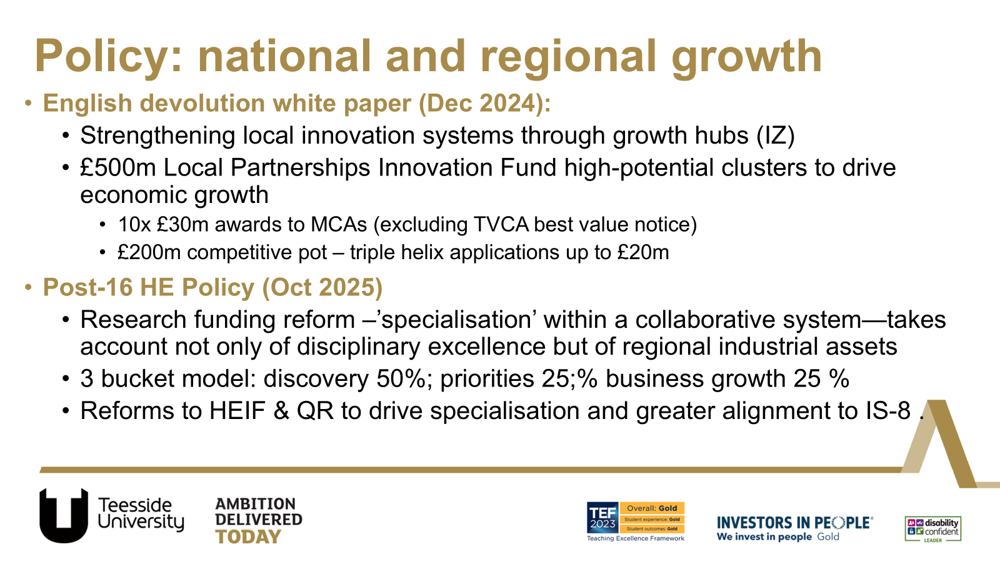 Policy: national and regional growth
• English devolution white paper (Dec 2024):
• Strengthening local innovation systems through growth hubs (IZ)
• £500m Local Partnerships Innovation Fund high-potential clusters to drive
economic growth
• 10x £30m awards to MCAs (excluding TVCA best value notice)
• £200m competitive pot – triple helix applications up to £20m
• Post-16 HE Policy (Oct 2025)
• Research funding reform –’specialisation’ within a collaborative system—takes
account not only of disciplinary excellence but of regional industrial assets
• 3 bucket model: discovery 50%; priorities 25;% business growth 25 %
• Reforms to HEIF & QR to drive specialisation and greater alignment to IS-8 .
Teesside
University
AMBITION
DELIVERED
TODAY
TEF
2023
Overall: Gold
Student experience: Gold
Student outcomes: Gold
Teaching Excellence Framework
INVESTORS IN PEOPLE®
We invest in people Gold
disability
confident
LEADER